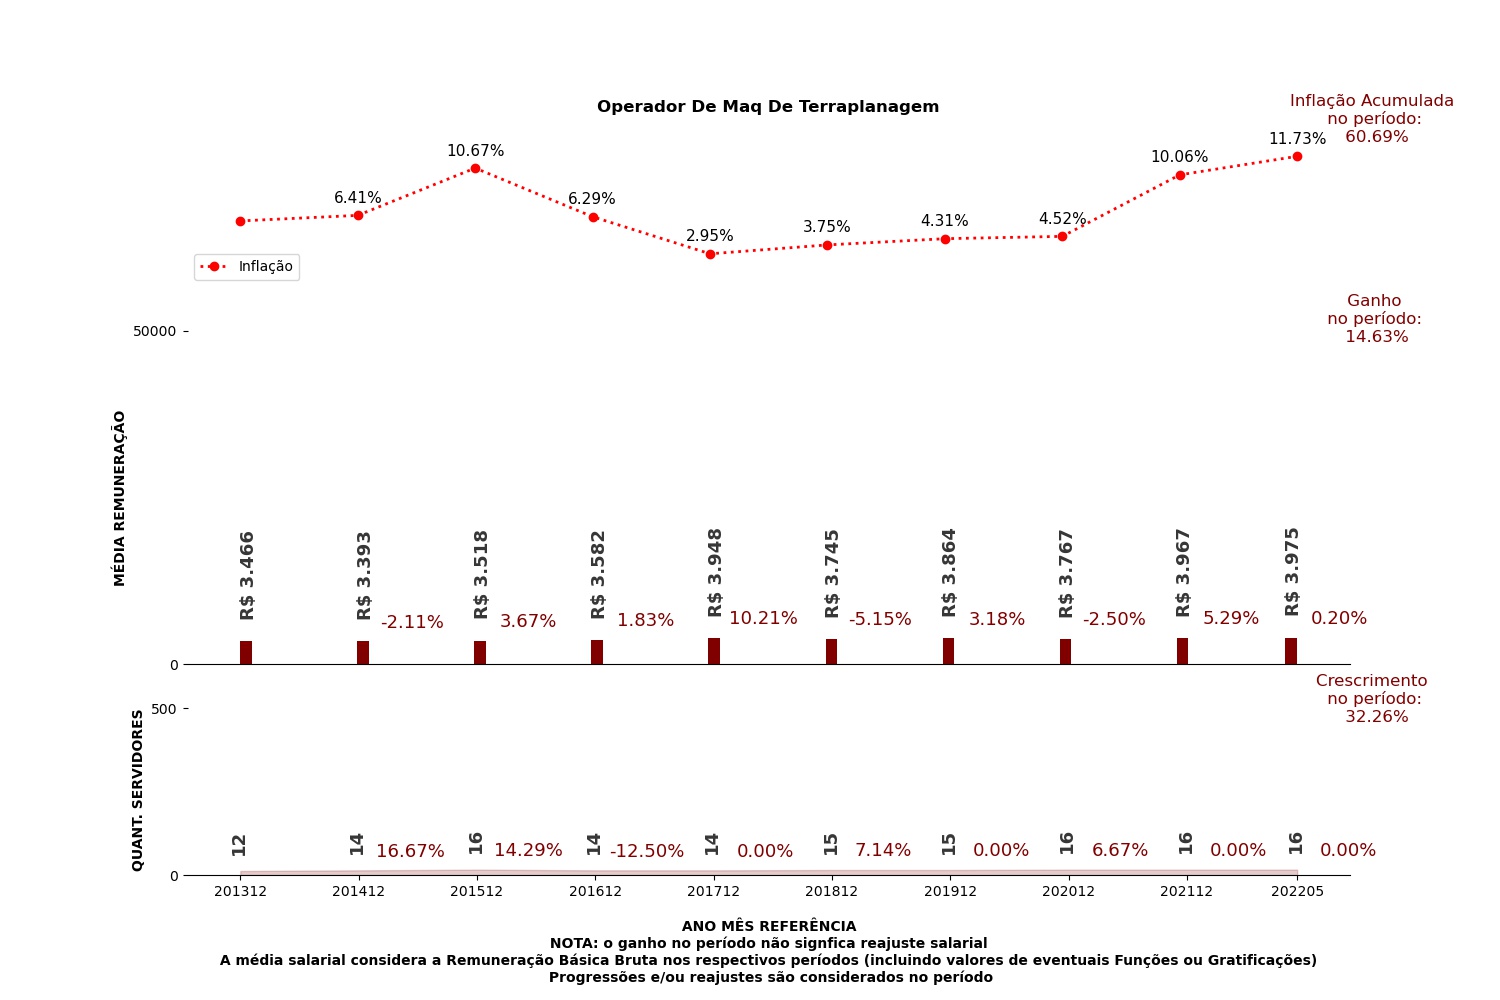 Operador De Maq De Terraplanagem
Inflação Acumulada
no período:
60.69%
6.41%
10.67%
6.29%
2.95%
3.75%
4.31%
4.52%
10.06%
11.73%
Inflação
Ganho
no período:
14.63%
50000
0
MÉDIA REMUNERAÇÃO
R$ 3.466
R$ 3.393
R$ 3.518
R$ 3.582
R$ 3.948
R$ 3.745
R$ 3.864
R$ 3.767
R$ 3.967
R$ 3.975
-2.11%
3.67%
1.83%
10.21%
-5.15%
3.18%
-2.50%
5.29%
0.20%
Crescrimento
no período:
32.26%
500
0
QUANT. SERVIDORES
12
14
16
14
14
15
15
16
16
16
16.67%
14.29%
-12.50%
0.00%
7.14%
0.00%
6.67%
0.00%
0.00%
201312
201412
201512
201612
201712
201812
201912
202012
202112
202205
ANO MÊS REFERÊNCIA
NOTA: o ganho no período não signfica reajuste salarial
A média salarial considera a Remuneração Básica Bruta nos respectivos períodos (incluindo valores de eventuais Funções ou Gratificações)
Progressões e/ou reajustes são considerados no período